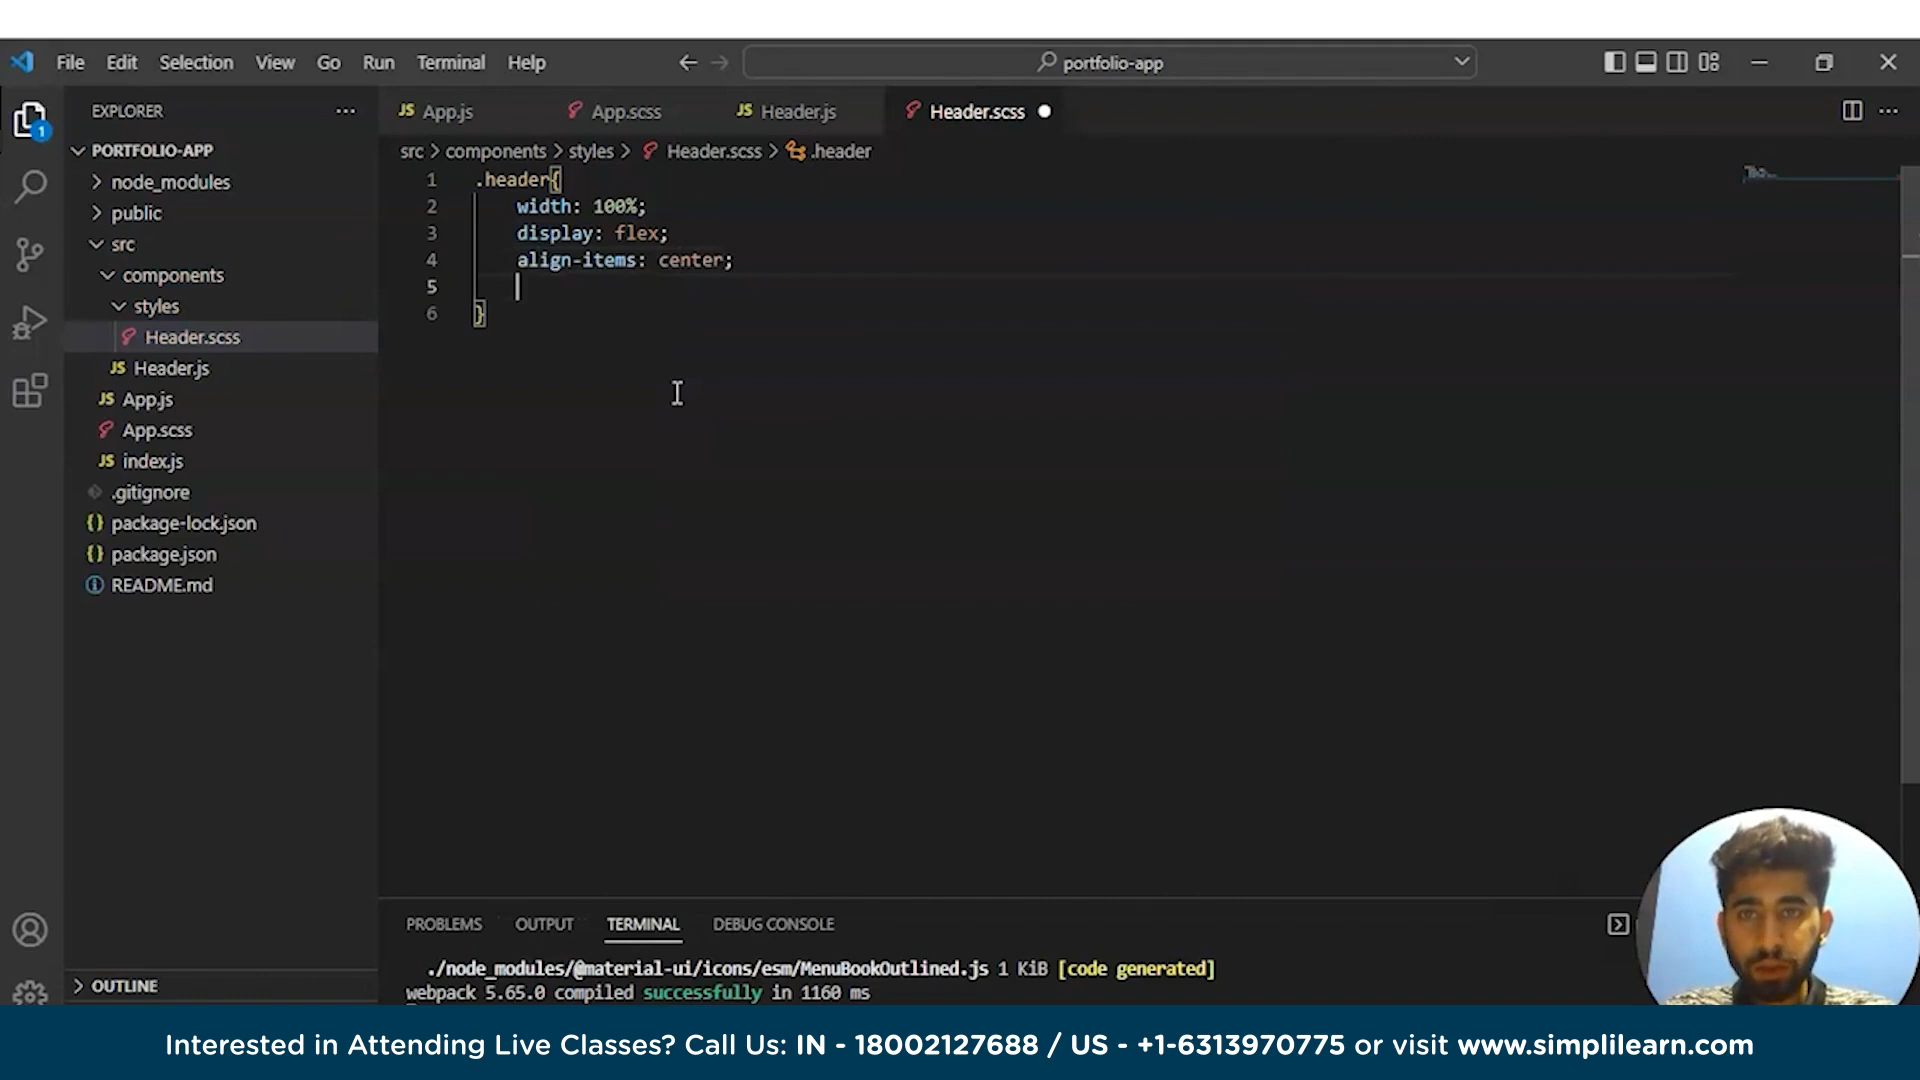 File Edit Selection View Go Run Terminal Help
portfolio-app
EXPLORER
App.js
App.scss
Header.js
Header.scss
PORTFOLIO-APP
src > components > styles > Header.scss > .header
node_modules
public
src
components
styles
Header.scss
Header.js
App.js
App.scss
index.js
.gitignore
package-lock.json
package.json
README.md
OUTLINE
1 .header{
2 width: 100%;
3 display: flex;
4 align-items: center;
5
6 }
PROBLEMS OUTPUT TERMINAL DEBUG CONSOLE
./node_modules/@material-ui/icons/esm/MenuBookOutlined.js 1 KiB [code generated]
webpack 5.65.0 compiled successfully in 1160 ms
Interested in Attending Live Classes? Call Us: IN - 18002127688 / US - +1-6313970775 or visit www.simplilearn.com